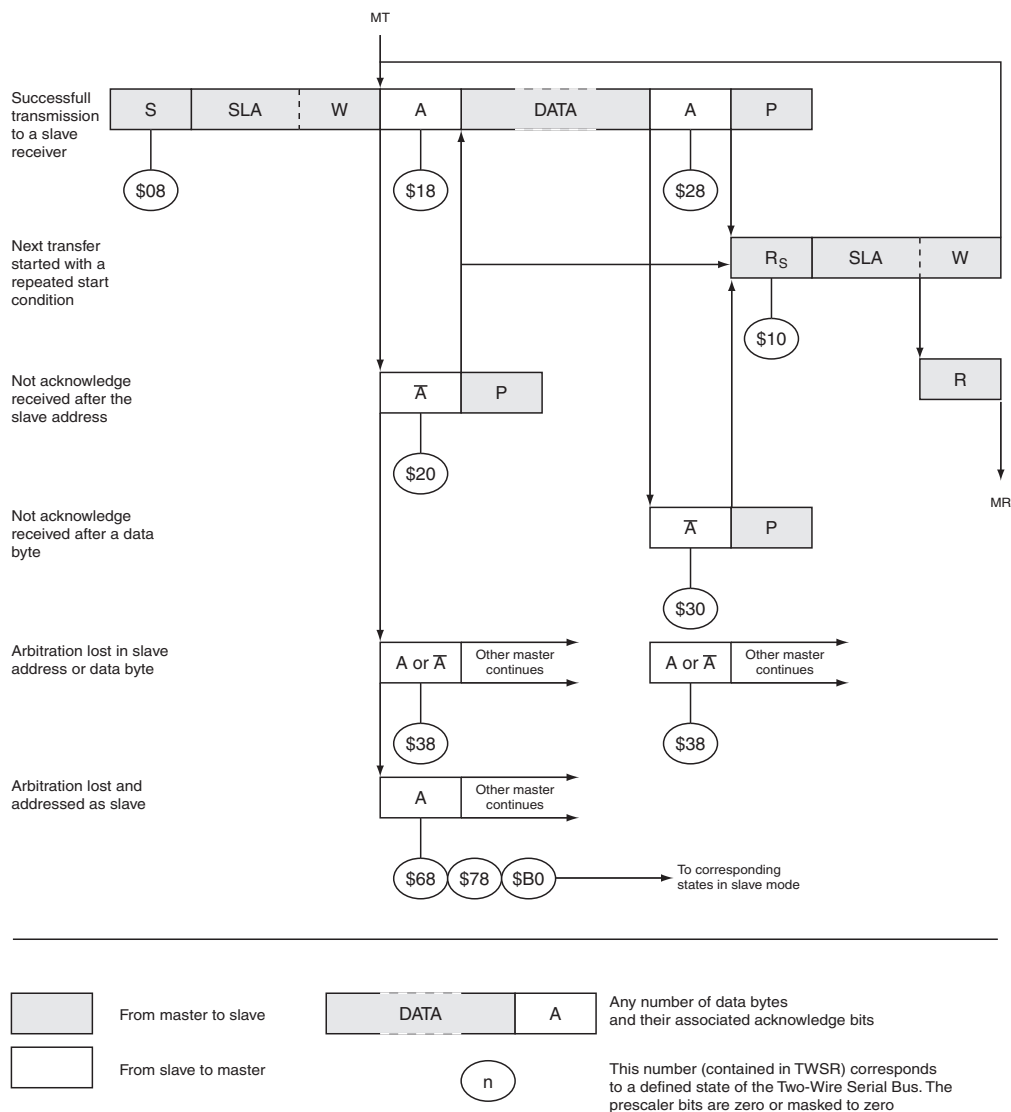 MT
Successfull
transmission
to a slave
receiver
S
SLA
W
A
DATA
A
P
$08
$18
$28
Next transfer
started with a
repeated start
condition
RS
SLA
W
$10
Not acknowledge
received after the
slave address
A
P
R
$20
MR
Not acknowledge
received after a data
byte
A
P
$30
Arbitration lost in slave
address or data byte
A or A
Other master
continues
A or A
Other master
continues
$38
$38
Arbitration lost and
addressed as slave
A
Other master
continues
$68
$78
$B0
To corresponding
states in slave mode
From master to slave
DATA
A
Any number of data bytes
and their associated acknowledge bits
From slave to master
n
This number (contained in TWSR) corresponds
to a defined state of the Two-Wire Serial Bus. The
prescaler bits are zero or masked to zero